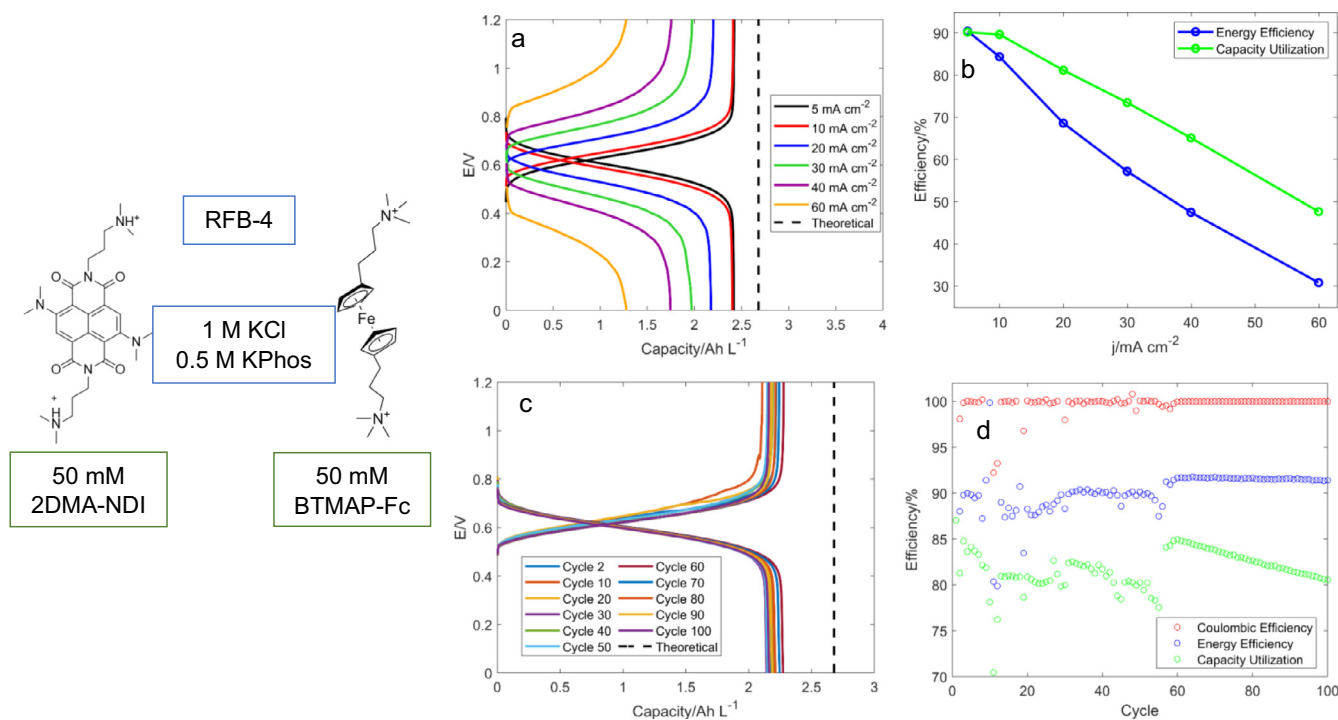 RFB-4
NH⁺
O
N
O
N
N
O
N
O
H
+
N
N⁺
Fe
N⁺
1 M KCl
0.5 M KPhos
50 mM
2DMA-NDI
50 mM
BTMAP-Fc
a
1.2
1
0.8
0.6
0.4
0.2
0
E/V
0 0.5 1 1.5 2 2.5 3 3.5 4
Capacity/Ah L⁻¹
5 mA cm⁻²
10 mA cm⁻²
20 mA cm⁻²
30 mA cm⁻²
40 mA cm⁻²
60 mA cm⁻²
Theoretical
b
90
80
70
60
50
40
30
Efficiency/%
10 20 30 40 50 60
j/mA cm⁻²
Energy Efficiency
Capacity Utilization
c
1.2
1
0.8
0.6
0.4
0.2
0
E/V
0 0.5 1 1.5 2 2.5 3
Capacity/Ah L⁻¹
Cycle 2 Cycle 60
Cycle 10 Cycle 70
Cycle 20 Cycle 80
Cycle 30 Cycle 90
Cycle 40 Cycle 100
Cycle 50 Theoretical
d
100
95
90
85
80
75
70
Efficiency/%
0 20 40 60 80 100
Cycle
Coulombic Efficiency
Energy Efficiency
Capacity Utilization